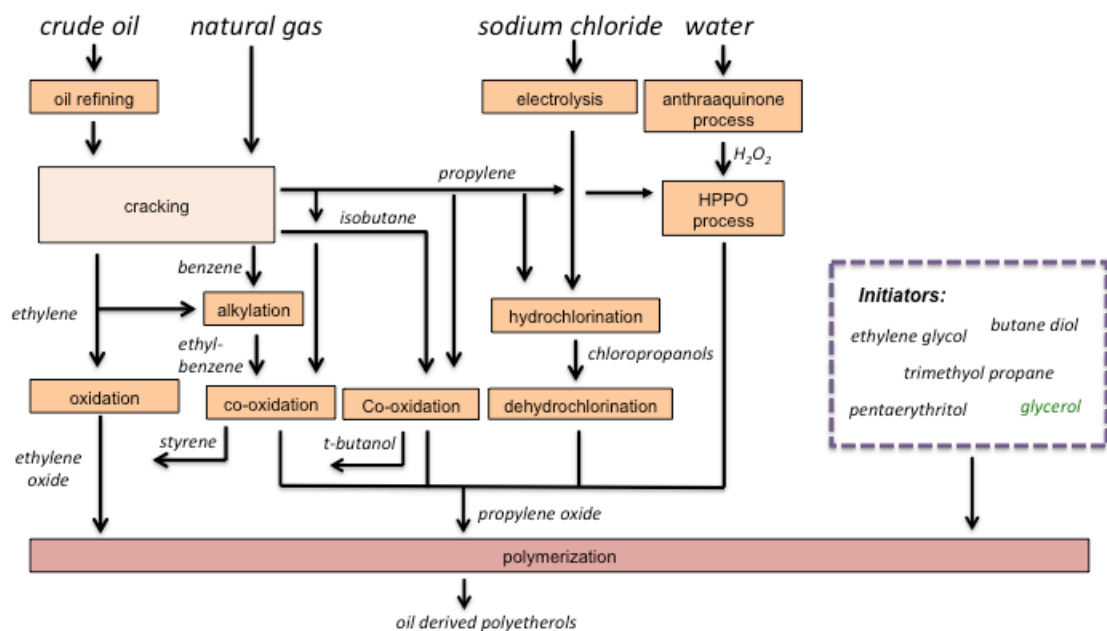 crude oil
natural gas
sodium chloride
water
oil refining
electrolysis
anthraaquinone
process
H₂O₂
propylene
cracking
HPPO
process
isobutane
benzene
ethylene
alkylation
hydrochlorination
ethyl-
benzene
chloropropanols
oxidation
co-oxidation
Co-oxidation
dehydrochlorination
styrene
t-butanol
ethylene
oxide
propylene oxide
Initiators:
ethylene glycol
butane diol
trimethyol propane
pentaerythritol
glycerol
polymerization
oil derived polyetherols